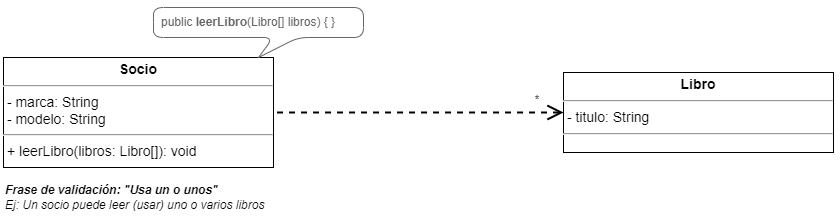 public leerLibro(Libro[] libros) { }
Socio
- marca: String
- modelo: String
+ leerLibro(libros: Libro[]): void
*
Libro
- titulo: String
Frase de validación: "Usa un o unos"
Ej: Un socio puede leer (usar) uno o varios libros